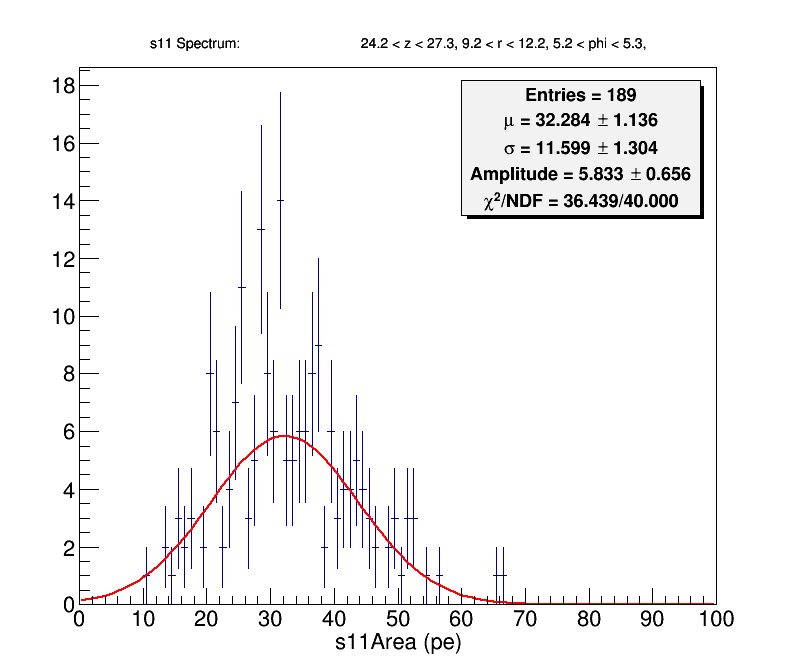 s11 Spectrum: 24.2 < z < 27.3, 9.2 < r < 12.2, 5.2 < phi < 5.3,
Entries = 189
μ = 32.284 ± 1.136
σ = 11.599 ± 1.304
Amplitude = 5.833 ± 0.656
χ²/NDF = 36.439/40.000
18
16
14
12
10
8
6
4
2
0
0 10 20 30 40 50 60 70 80 90 100
s11Area (pe)